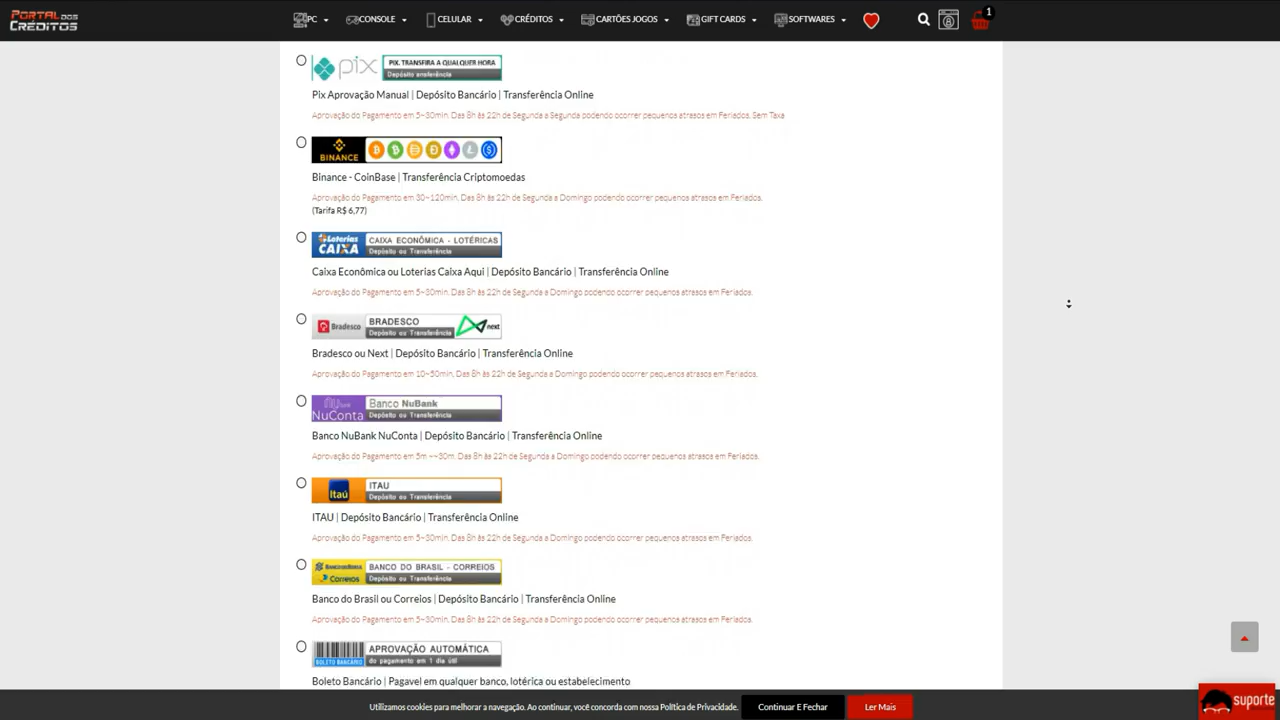 PORTAL DOS CRÉDITOS
PC
CONSOLE
CELULAR
CRÉDITOS
CARTÕES JOGOS
GIFT CARDS
SOFTWARES
1
pix
PIX. TRANSFIRA A QUALQUER HORA
Pix Aprovação Manual | Depósito Bancário | Transferência Online
Aprovação do Pagamento em 5~30min. Das 8h às 22h de Segunda a Segunda podendo ocorrer pequenos atrasos em Feriados. Sem Taxa
BINANCE
Binance - CoinBase | Transferência Criptomoedas
Aprovação do Pagamento em 30~120min. Das 8h às 22h de Segunda a Domingo podendo ocorrer pequenos atrasos em Feriados.
(Tarifa R$ 6,77)
Loterias CAIXA
CAIXA ECONÔMICA - LOTÉRICAS
Depósito ou Transferência
Caixa Econômica ou Loterias Caixa Aqui | Depósito Bancário | Transferência Online
Aprovação do Pagamento em 5~30min. Das 8h às 22h de Segunda a Domingo podendo ocorrer pequenos atrasos em Feriados.
Bradesco
BRADESCO
Depósito ou Transferência
next
Bradesco ou Next | Depósito Bancário | Transferência Online
Aprovação do Pagamento em 10~50min. Das 8h às 22h de Segunda a Domingo podendo ocorrer pequenos atrasos em Feriados.
NuConta
Banco NuBank
Depósito ou Transferência
Banco NuBank NuConta | Depósito Bancário | Transferência Online
Aprovação do Pagamento em 5m ~~30m. Das 8h às 22h de Segunda a Domingo podendo ocorrer pequenos atrasos em Feriados.
Itaú
ITAU
Depósito ou Transferência
ITAU | Depósito Bancário | Transferência Online
Aprovação do Pagamento em 5~30min. Das 8h às 22h de Segunda a Domingo podendo ocorrer pequenos atrasos em Feriados.
Correios
BANCO DO BRASIL - CORREIOS
Depósito ou Transferência
Banco do Brasil ou Correios | Depósito Bancário | Transferência Online
Aprovação do Pagamento em 5~30min. Das 8h às 22h de Segunda a Domingo podendo ocorrer pequenos atrasos em Feriados.
BOLETO BANCÁRIO
APROVAÇÃO AUTOMÁTICA
do pagamento em 1 dia útil
Boleto Bancário | Pagavel em qualquer banco, lotérica ou estabelecimento
Utilizamos cookies para melhorar a navegação. Ao continuar, você concorda com nossa Política de Privacidade.
Continuar E Fechar
Ler Mais
suporte